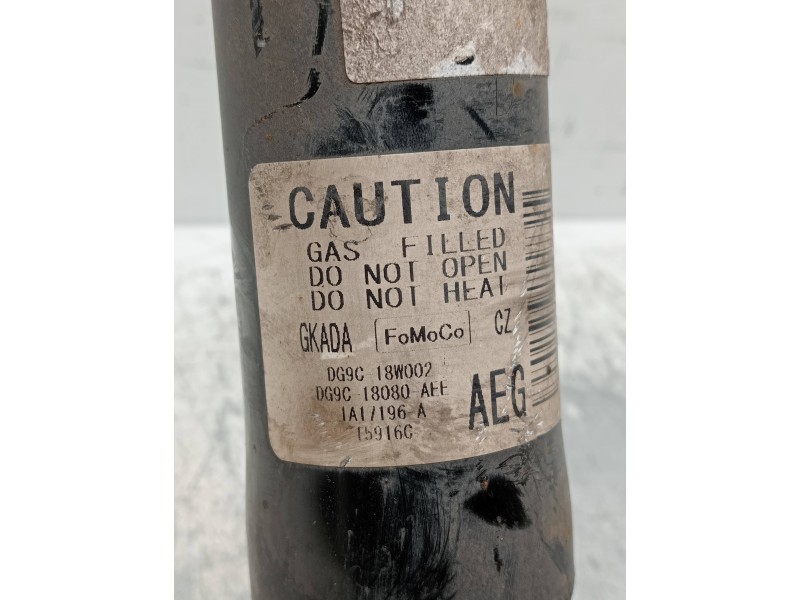 CAUTION
GAS FILLED
DO NOT OPEN
DO NOT HEAT
GKADA FoMoCo CZ
DG9C 18W002
DG9C 18080 AEE
1A17196 A
15916C
AEG